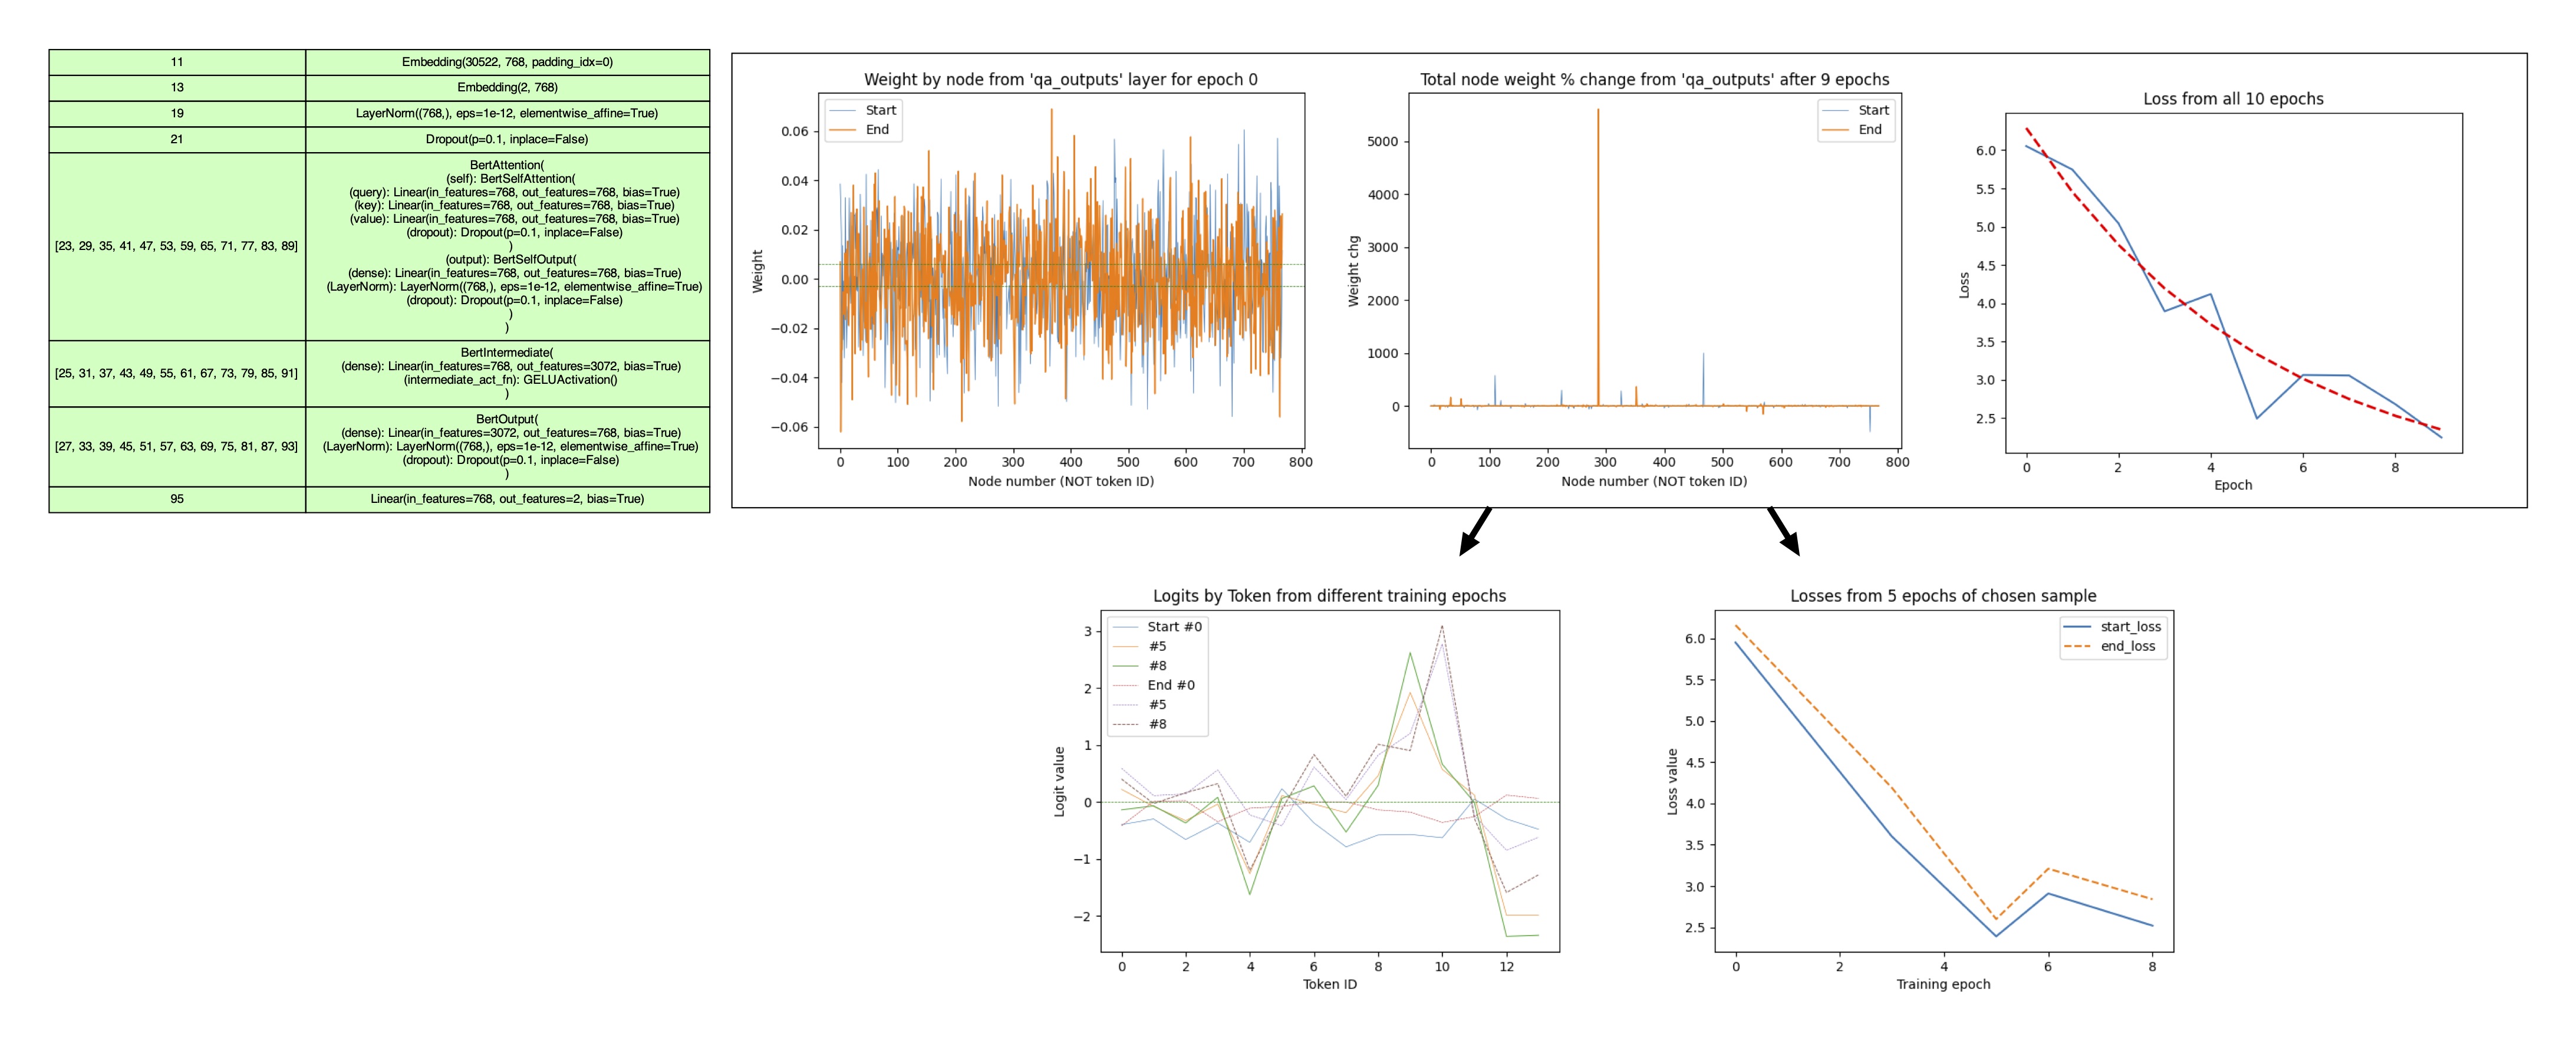 11
Embedding(30522, 768, padding_idx=0)
13
Embedding(2, 768)
19
LayerNorm((768,), eps=1e-12, elementwise_affine=True)
21
Dropout(p=0.1, inplace=False)
[23, 29, 35, 41, 47, 53, 59, 65, 71, 77, 83, 89]
BertAttention(
(self): BertSelfAttention(
(query): Linear(in_features=768, out_features=768, bias=True)
(key): Linear(in_features=768, out_features=768, bias=True)
(value): Linear(in_features=768, out_features=768, bias=True)
(dropout): Dropout(p=0.1, inplace=False)
)
(output): BertSelfOutput(
(dense): Linear(in_features=768, out_features=768, bias=True)
(LayerNorm): LayerNorm((768,), eps=1e-12, elementwise_affine=True)
(dropout): Dropout(p=0.1, inplace=False)
)
)
[25, 31, 37, 43, 49, 55, 61, 67, 73, 79, 85, 91]
BertIntermediate(
(dense): Linear(in_features=768, out_features=3072, bias=True)
(intermediate_act_fn): GELUActivation()
)
[27, 33, 39, 45, 51, 57, 63, 69, 75, 81, 87, 93]
BertOutput(
(dense): Linear(in_features=3072, out_features=768, bias=True)
(LayerNorm): LayerNorm((768,), eps=1e-12, elementwise_affine=True)
(dropout): Dropout(p=0.1, inplace=False)
)
95
Linear(in_features=768, out_features=2, bias=True)
Weight by node from 'qa_outputs' layer for epoch 0
Start
End
0.06
0.04
0.02
0.00
−0.02
−0.04
−0.06
Weight
0 100 200 300 400 500 600 700 800
Node number (NOT token ID)
Total node weight % change from 'qa_outputs' after 9 epochs
Start
End
5000
4000
3000
2000
1000
0
Weight chg
0 100 200 300 400 500 600 700 800
Node number (NOT token ID)
Loss from all 10 epochs
6.0
5.5
5.0
4.5
4.0
3.5
3.0
2.5
Loss
0 2 4 6 8
Epoch
Logits by Token from different training epochs
Start #0
#5
#8
End #0
#5
#8
3
2
1
0
−1
−2
Logit value
0 2 4 6 8 10 12
Token ID
Losses from 5 epochs of chosen sample
start_loss
end_loss
6.0
5.5
5.0
4.5
4.0
3.5
3.0
2.5
Loss value
0 2 4 6 8
Training epoch